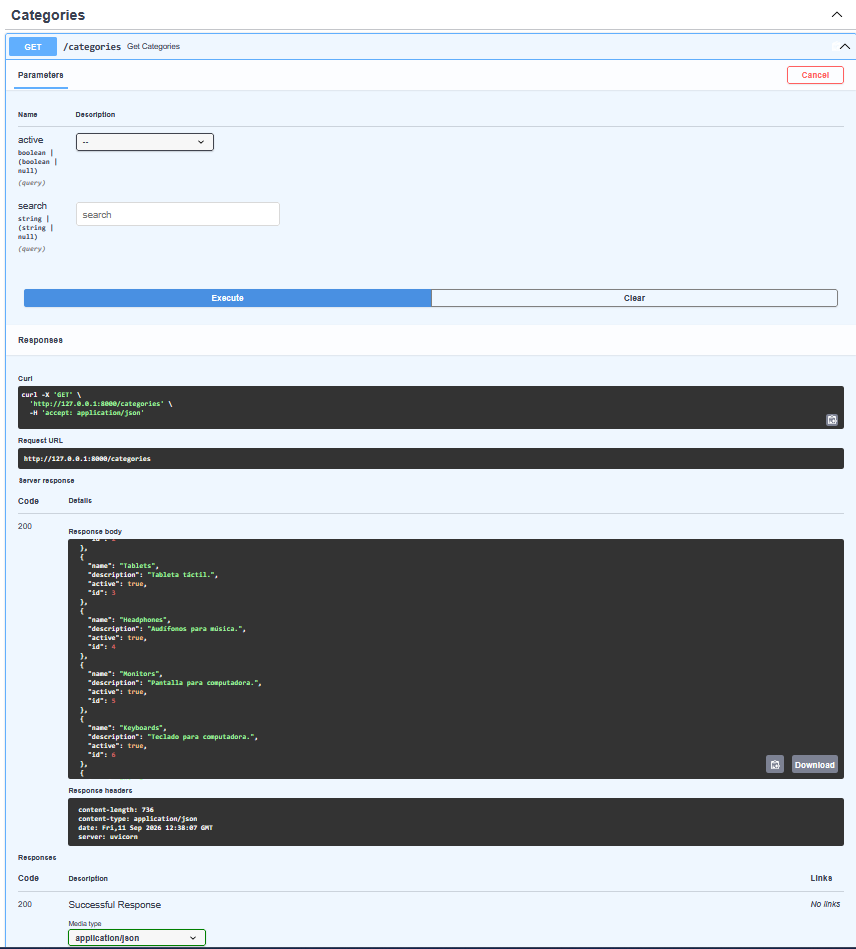 Categories
GET /categories Get Categories
Parameters
Cancel
Name Description
active
boolean |
(boolean |
null)
(query)
--
search
string |
(string |
null)
(query)
search
Execute Clear
Responses
Curl
curl -X 'GET' \
'http://127.0.0.1:8000/categories' \
-H 'accept: application/json'
Request URL
http://127.0.0.1:8000/categories
Server response
Code Details
200
Response body
},
{
"name": "Tablets",
"description": "Tableta táctil.",
"active": true,
"id": 3
},
{
"name": "Headphones",
"description": "Audífonos para música.",
"active": true,
"id": 4
},
{
"name": "Monitors",
"description": "Pantalla para computadora.",
"active": true,
"id": 5
},
{
"name": "Keyboards",
"description": "Teclado para computadora.",
"active": true,
"id": 6
},
{
Download
Response headers
content-length: 736
content-type: application/json
date: Fri,11 Sep 2026 12:38:07 GMT
server: uvicorn
Responses
Code Description Links
200 Successful Response No links
Media type
application/json